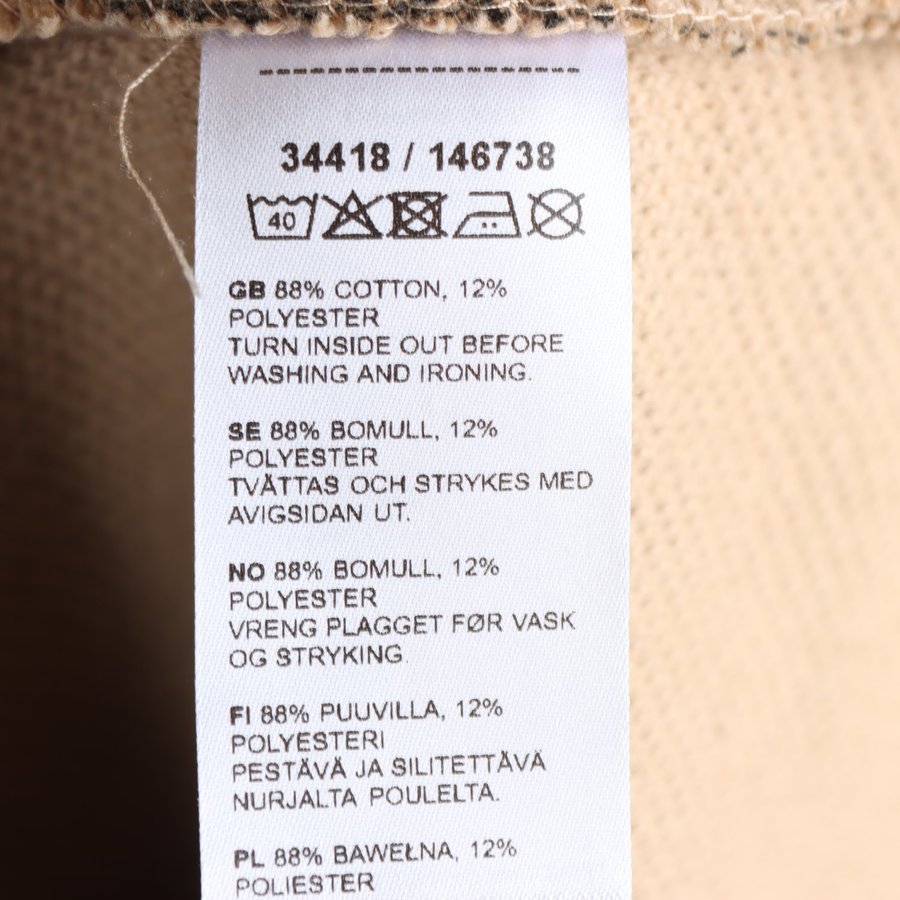 34418 / 146738
40
GB 88% COTTON, 12%
POLYESTER
TURN INSIDE OUT BEFORE
WASHING AND IRONING.
SE 88% BOMULL, 12%
POLYESTER
TVÄTTAS OCH STRYKES MED
AVIGSIDAN UT.
NO 88% BOMULL, 12%
POLYESTER
VRENG PLAGGET FØR VASK
OG STRYKING.
FI 88% PUUVILLA, 12%
POLYESTERI
PESTÄVÄ JA SILITETTÄVÄ
NURJALTA POULELTA.
PL 88% BAWEŁNA, 12%
POLIESTER